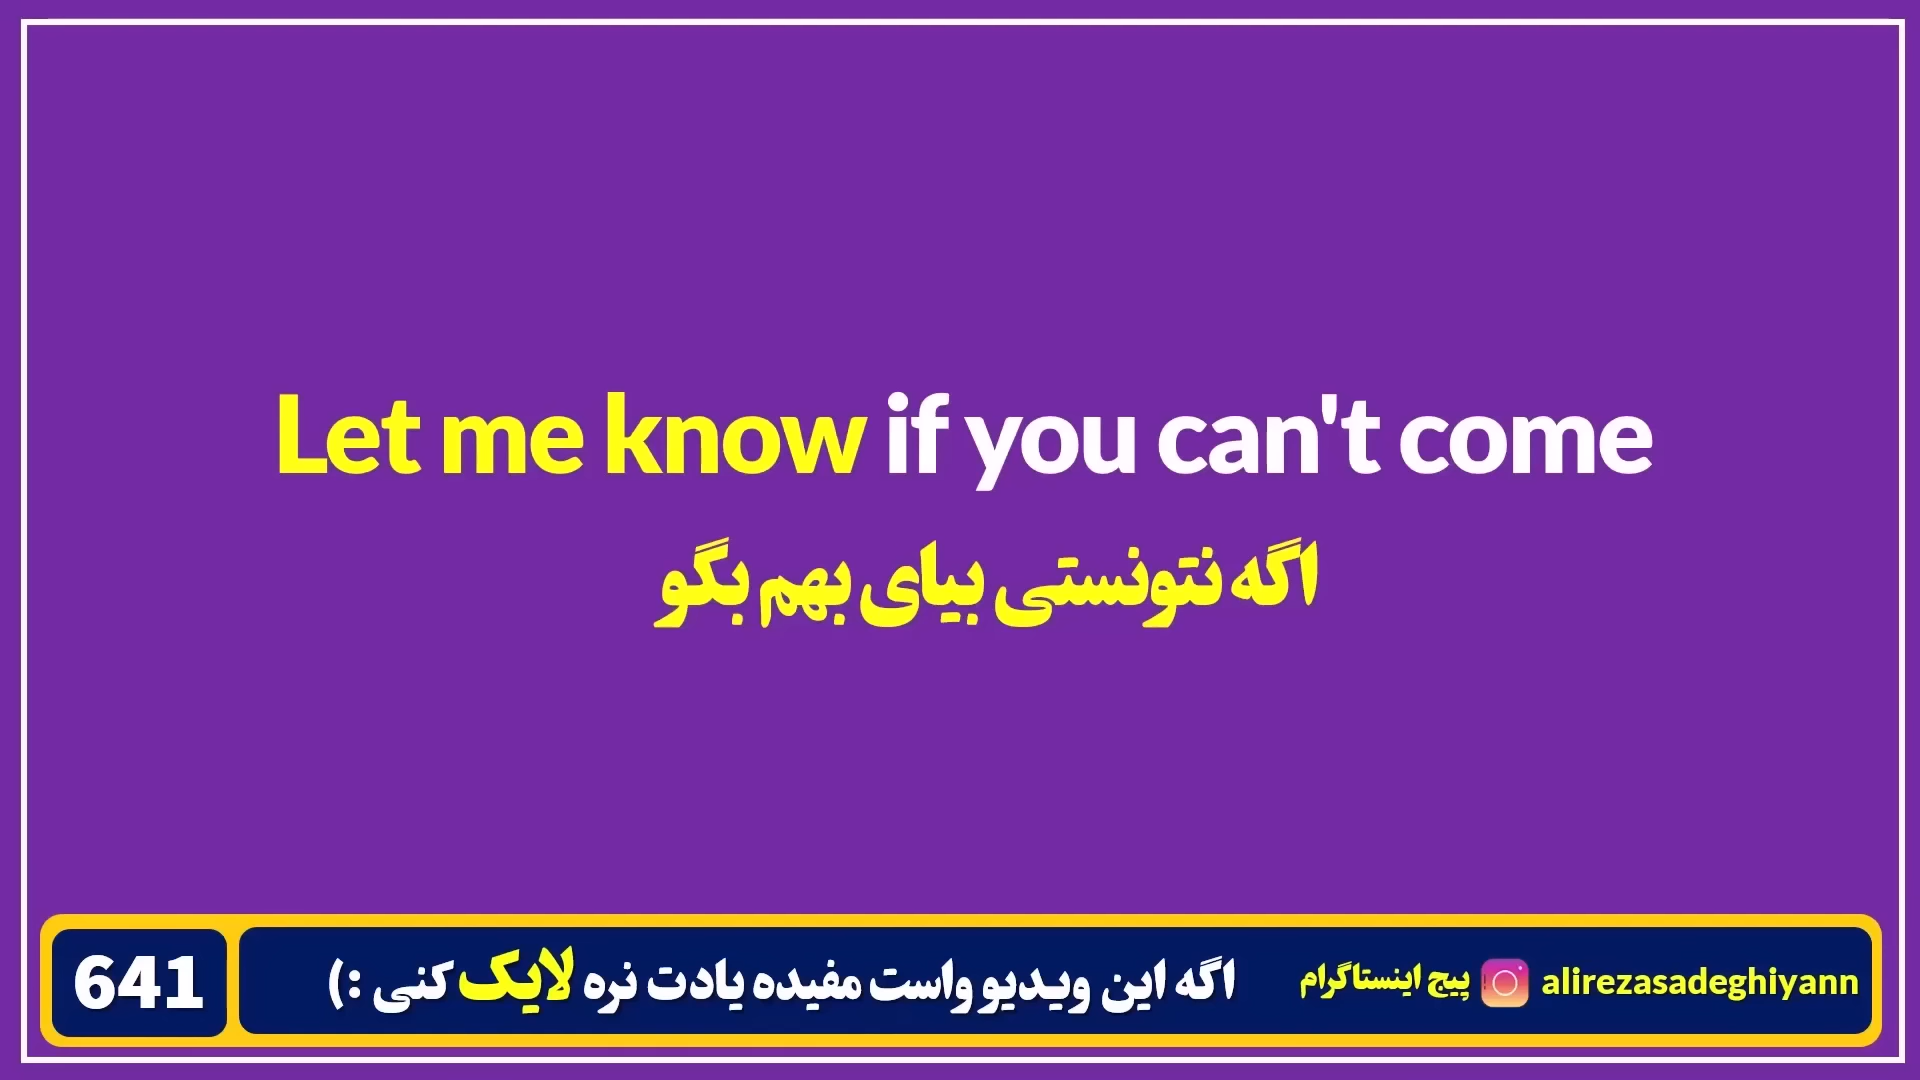 Let me know if you can't come
اگه نتونستی بیای بهم بگو
641
اگه این ویدیو واست مفیده یادت نره لایک کنی :)
پیج اینستاگرام
alirezasadeghiyann